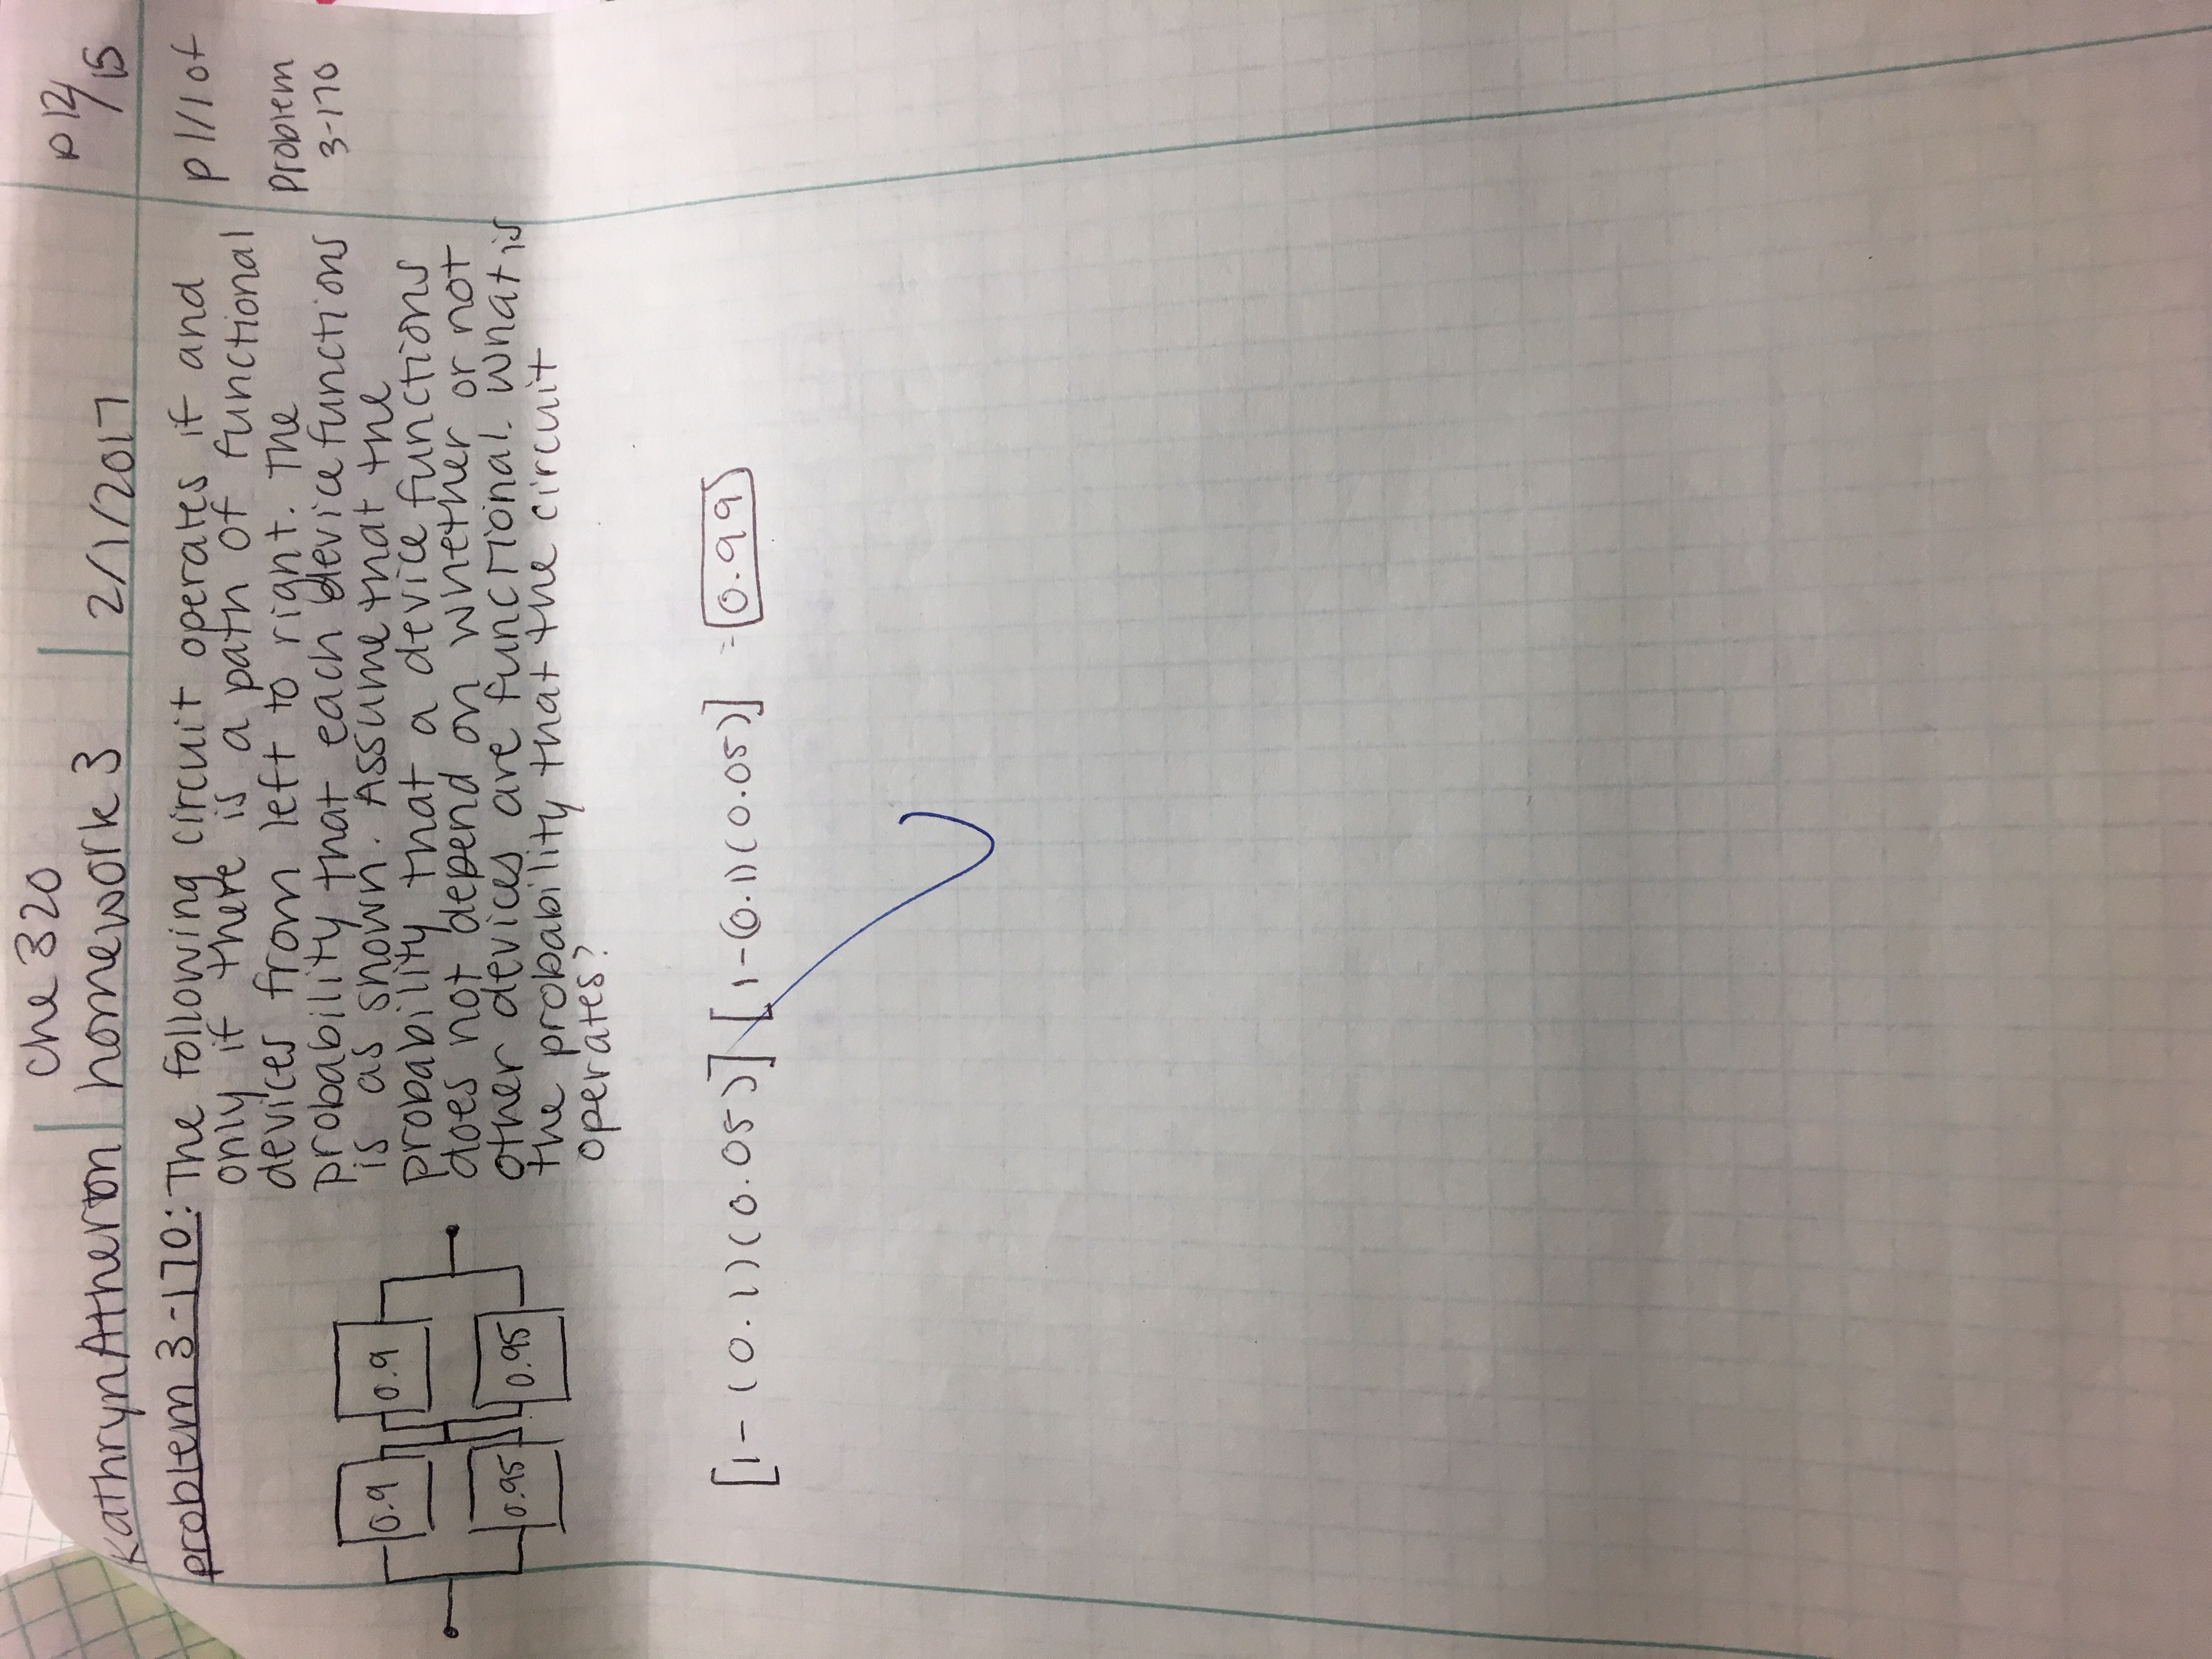 che 320
Kathryn Atherton homework 3 2/1/2017 p 12/15
problem 3-170: The following circuit operates if and
only if there is a path of functional
devices from left to right. The
probability that each device functions
is as shown. Assume that the
probability that a device functions
does not depend on whether or not
other devices are functional. What is
the probability that the circuit
operates?
p 1/1 of
problem
3-170
0.9 0.9
0.95 0.95
[1-(0.1)(0.05)] [1-(0.1)(0.05)] = 0.99